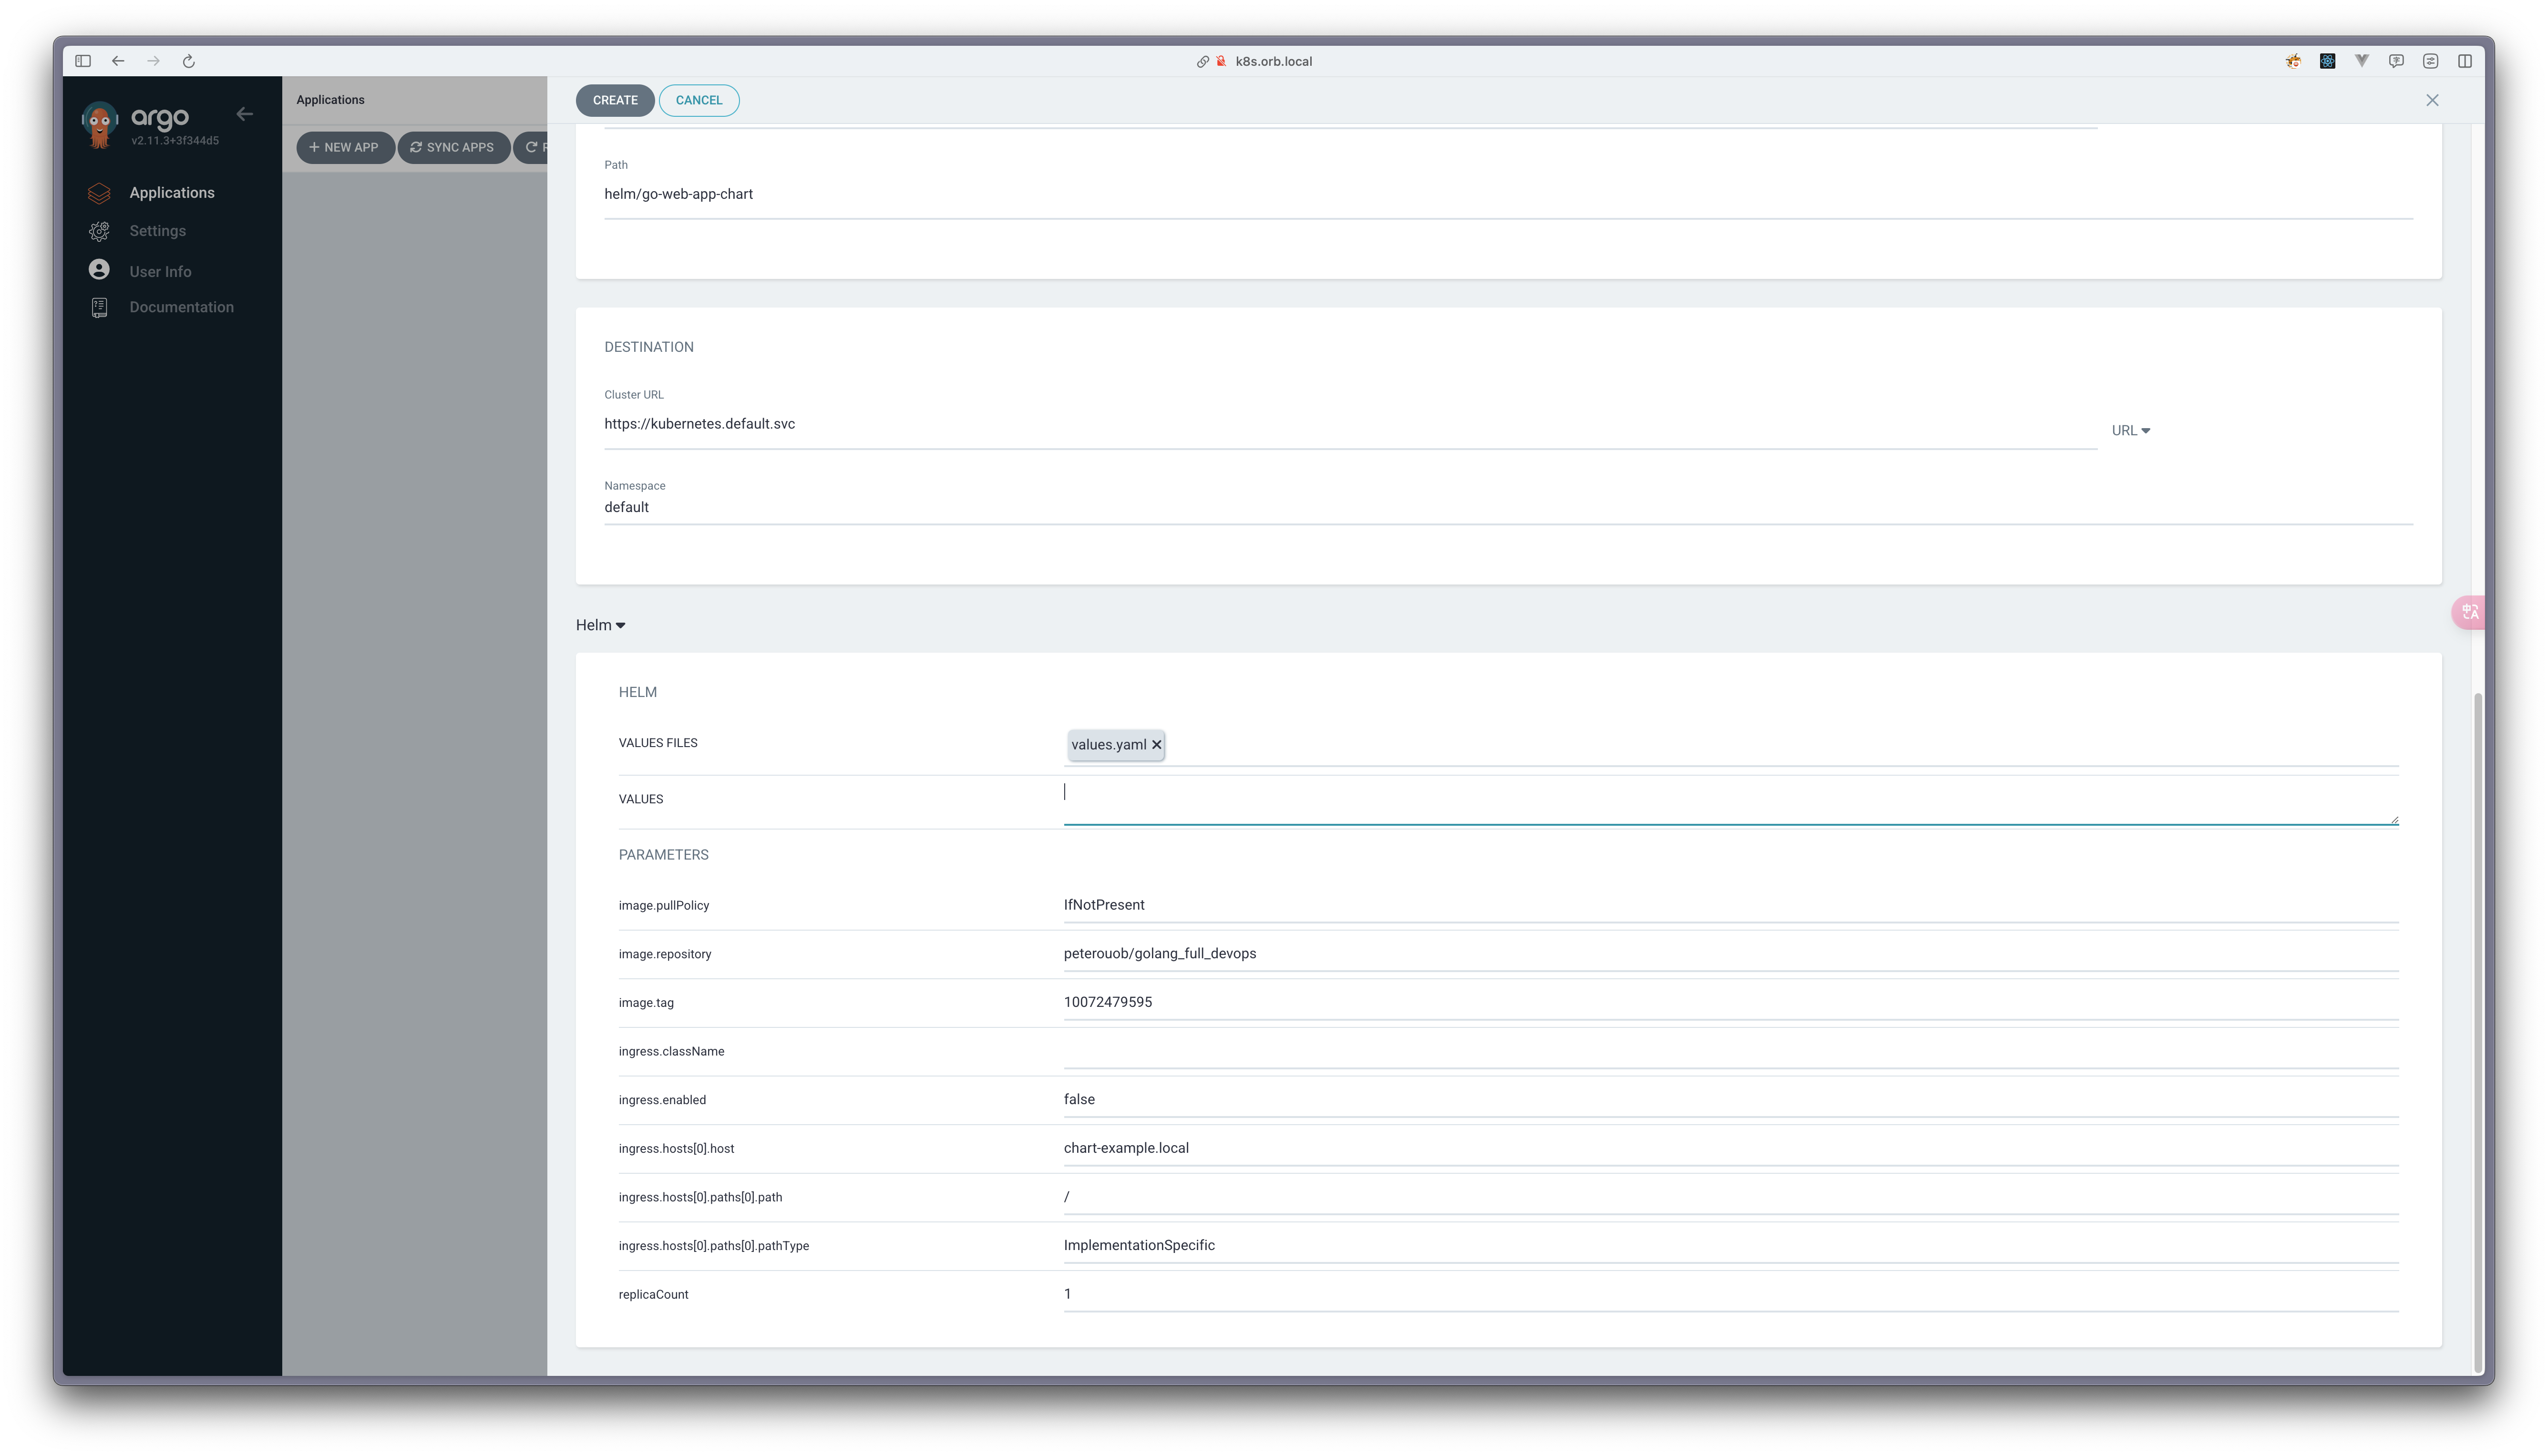 k8s.orb.local
argo
v2.11.3+3f344d5
Applications
Settings
User Info
Documentation
Applications
NEW APP
SYNC APPS
CREATE
CANCEL
Path
helm/go-web-app-chart
DESTINATION
Cluster URL
https://kubernetes.default.svc
URL
Namespace
default
Helm
HELM
VALUES FILES
values.yaml
VALUES
PARAMETERS
image.pullPolicy
IfNotPresent
image.repository
peterouob/golang_full_devops
image.tag
10072479595
ingress.className
ingress.enabled
false
ingress.hosts[0].host
chart-example.local
ingress.hosts[0].paths[0].path
/
ingress.hosts[0].paths[0].pathType
ImplementationSpecific
replicaCount
1